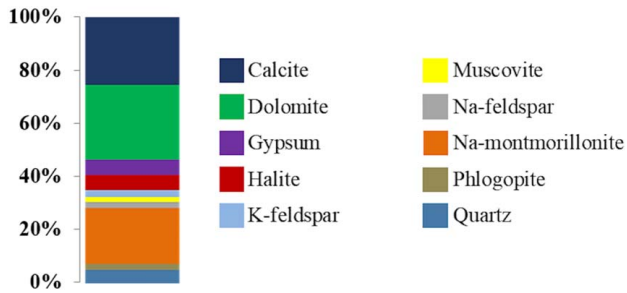 100%
80%
60%
40%
20%
0%
Calcite
Dolomite
Gypsum
Halite
K-feldspar
Muscovite
Na-feldspar
Na-montmorillonite
Phlogopite
Quartz